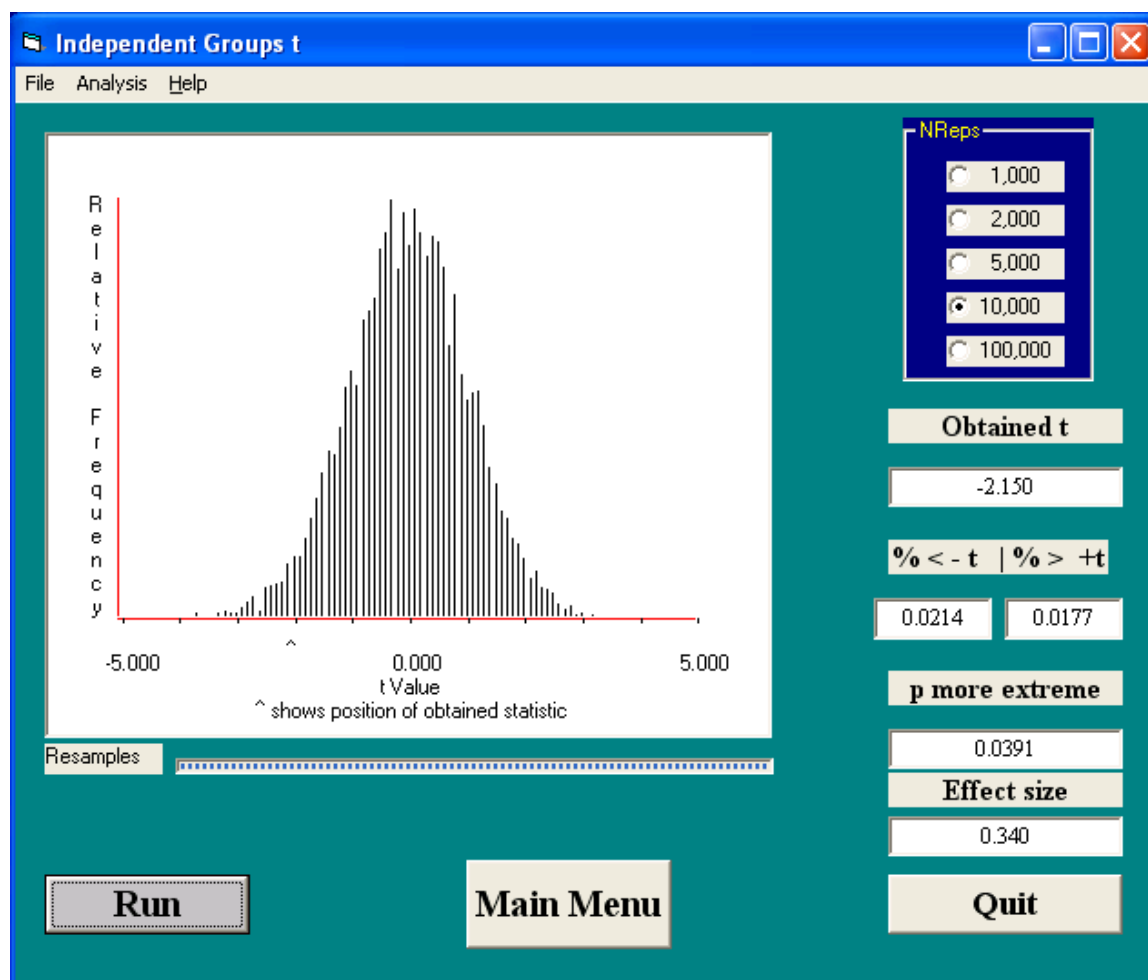 Independent Groups t
File Analysis Help
Relative Frequency
-5.000 0.000 5.000
t Value
^ shows position of obtained statistic
Resamples
NReps
1,000
2,000
5,000
10,000
100,000
Obtained t
-2.150
% < - t | % > +t
0.0214 0.0177
p more extreme
0.0391
Effect size
0.340
Run Main Menu Quit